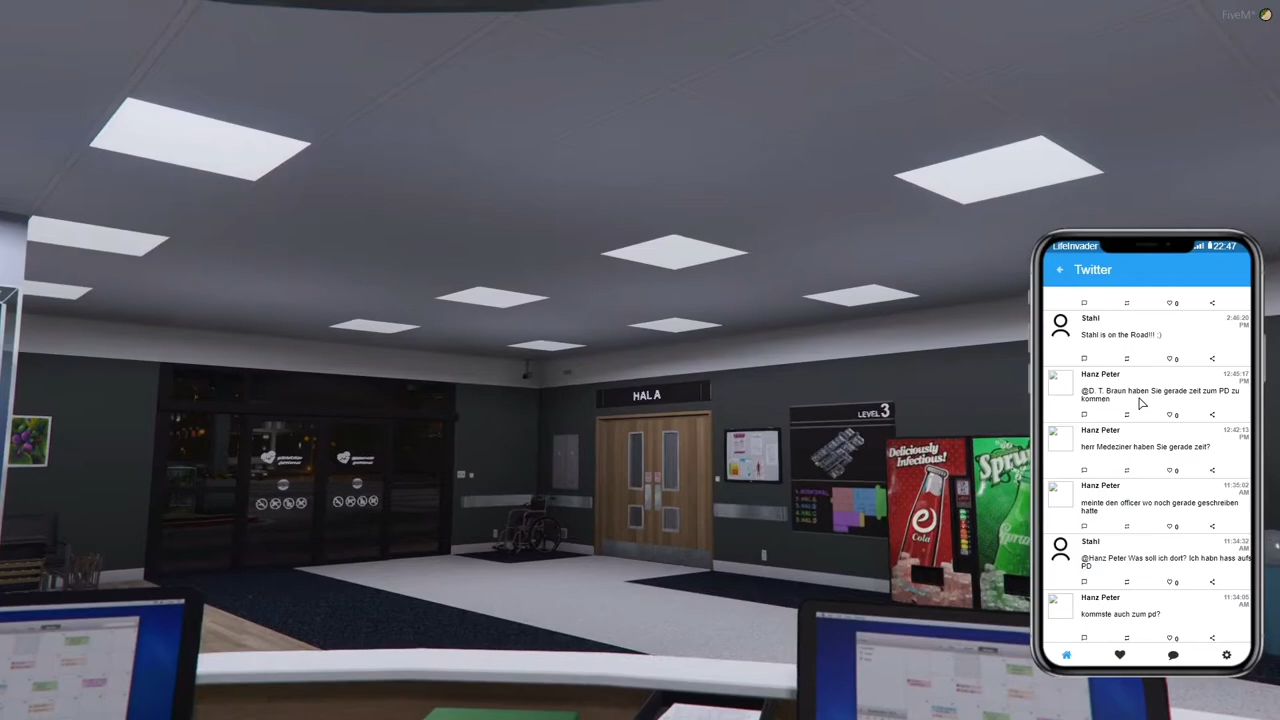 FiveM*
HAL A
LEVEL 3
Deliciously
Infectious!
e
Cola
Sprunk
LifeInvader
22:47
Twitter
0
Stahl
2:46:20
PM
Stahl is on the Road!!! ;)
0
Hanz Peter
12:45:17
PM
@D. T. Braun haben Sie gerade zeit zum PD zu
kommen
0
Hanz Peter
12:42:13
PM
herr Medeziner haben Sie gerade zeit?
0
Hanz Peter
11:35:02
AM
meinte den officer wo noch gerade geschreiben
hatte
0
Stahl
11:34:32
AM
@Hanz Peter Was soll ich dort? Ich habn hass aufs
PD
0
Hanz Peter
11:34:05
AM
kommste auch zum pd?
0